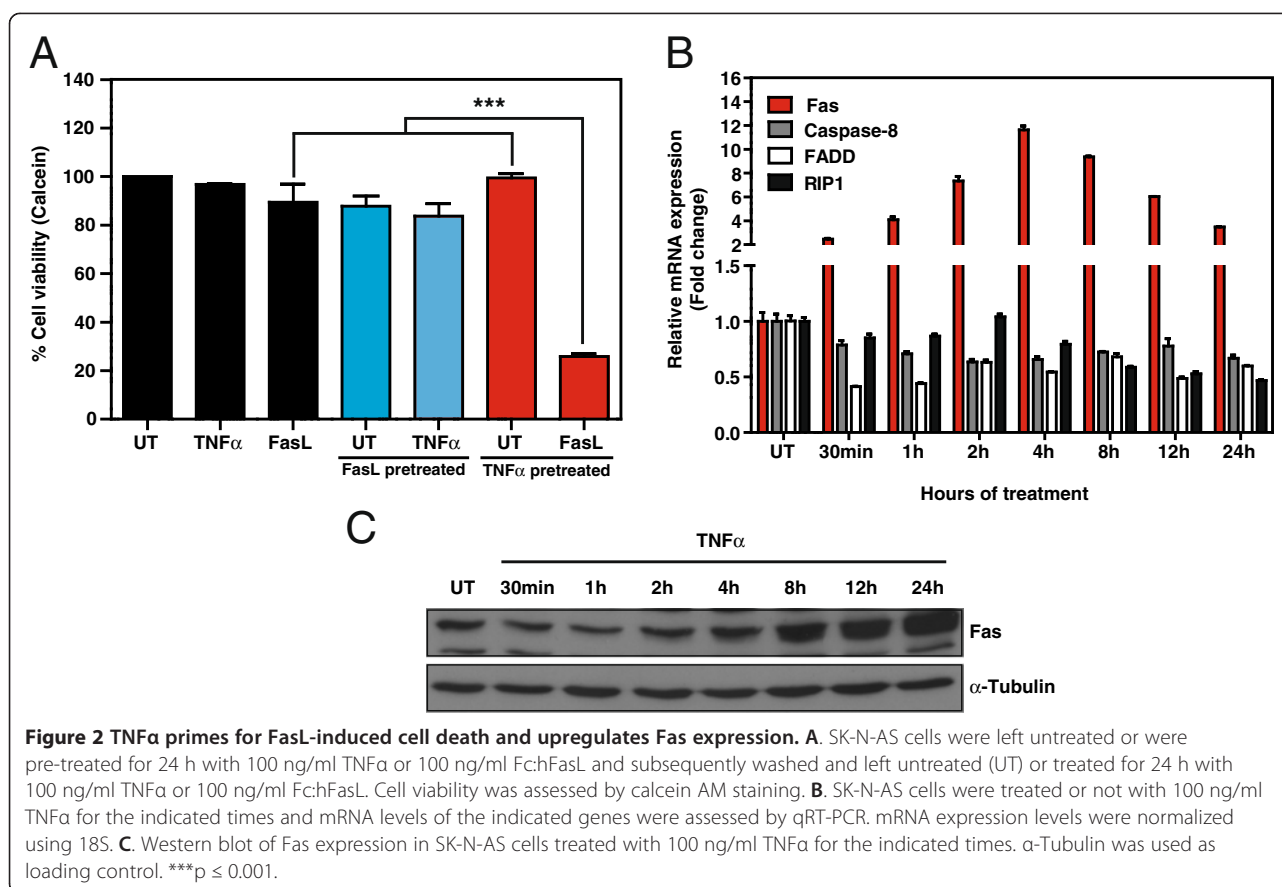 A
140
120
100
80
60
40
20
0
% Cell viability (Calcein)
***
UT TNFα FasL UT TNFα UT FasL
FasL pretreated TNFα pretreated
B
16
14
12
10
8
6
4
2
1.5
1.0
0.5
0.0
Relative mRNA expression
(Fold change)
Fas
Caspase-8
FADD
RIP1
UT 30min 1h 2h 4h 8h 12h 24h
Hours of treatment
C
TNFα
UT 30min 1h 2h 4h 8h 12h 24h
Fas
α-Tubulin
Figure 2 TNFα primes for FasL-induced cell death and upregulates Fas expression. A. SK-N-AS cells were left untreated or were
pre-treated for 24 h with 100 ng/ml TNFα or 100 ng/ml Fc:hFasL and subsequently washed and left untreated (UT) or treated for 24 h with
100 ng/ml TNFα or 100 ng/ml Fc:hFasL. Cell viability was assessed by calcein AM staining. B. SK-N-AS cells were treated or not with 100 ng/ml
TNFα for the indicated times and mRNA levels of the indicated genes were assessed by qRT-PCR. mRNA expression levels were normalized
using 18S. C. Western blot of Fas expression in SK-N-AS cells treated with 100 ng/ml TNFα for the indicated times. α-Tubulin was used as
loading control. ***p ≤ 0.001.